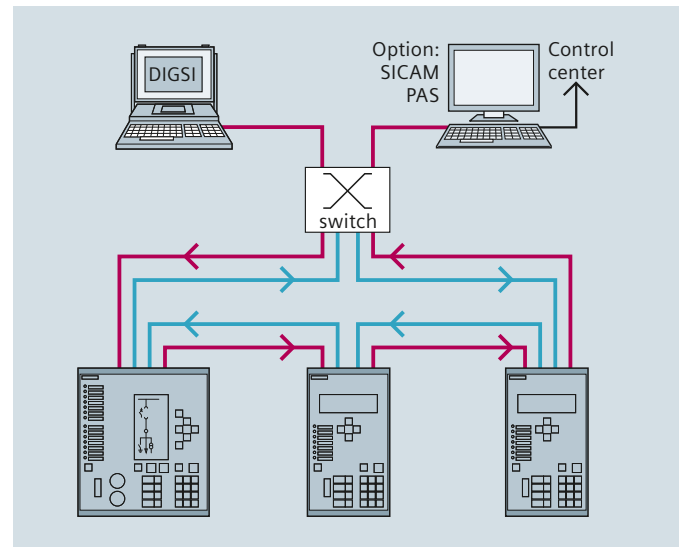 DIGSI
Option:
SICAM
PAS
Control
center
switch